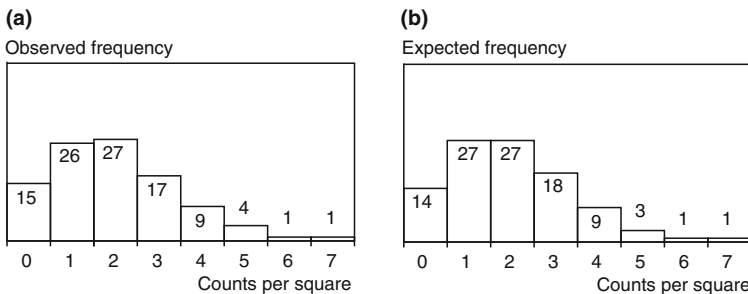 (a)
Observed frequency
15 26 27 17 9 4 1 1
0 1 2 3 4 5 6 7
Counts per square
(b)
Expected frequency
14 27 27 18 9 3 1 1
0 1 2 3 4 5 6 7
Counts per square